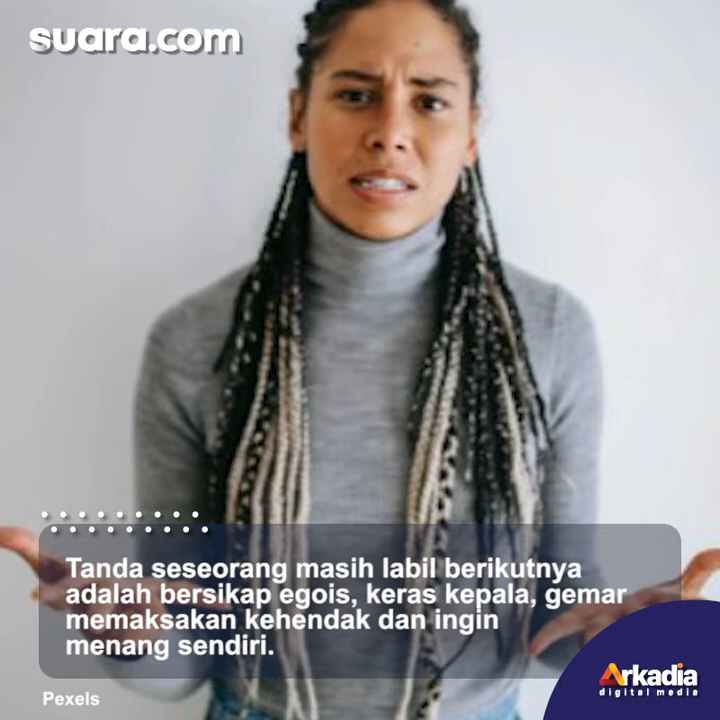 suara.com
Tanda seseorang masih labil berikutnya
adalah bersikap egois, keras kepala, gemar
memaksakan kehendak dan ingin
menang sendiri.
Pexels
Arkadia
digital media